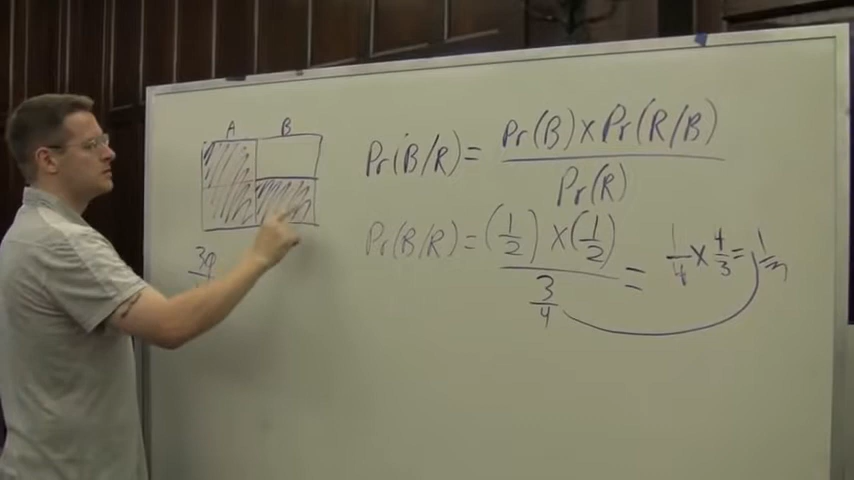 A B
Pr(B/R) = Pr(B) x Pr(R/B)
Pr(R)
Pr(B/R) = (1/2) x (1/2) = 1/4 x 4/3 = 1/3
3/4